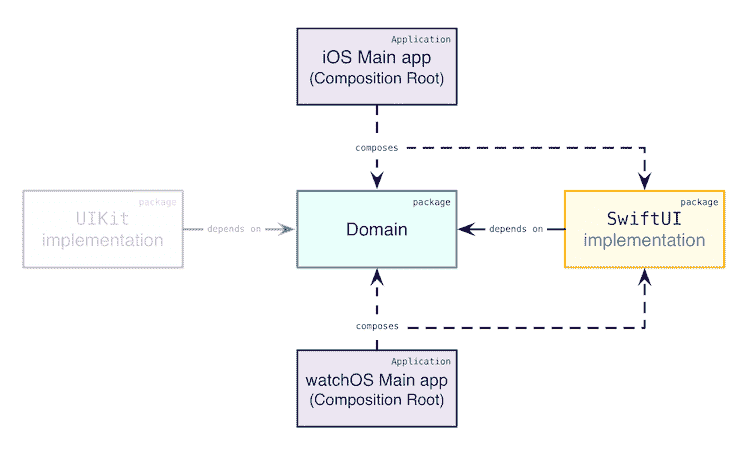 Application
iOS Main app
(Composition Root)
composes
package
UIKit
implementation
depends on
package
Domain
depends on
package
SwiftUI
implementation
composes
Application
watchOS Main app
(Composition Root)